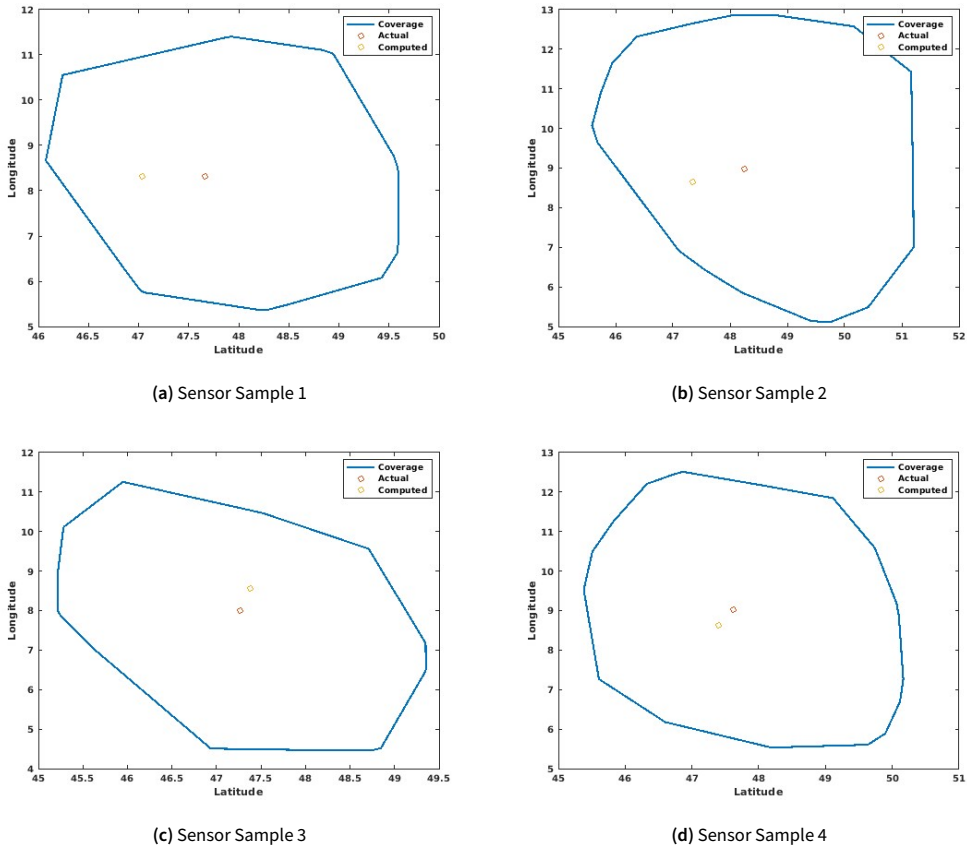 12
11
10
9
8
7
6
5
46 46.5 47 47.5 48 48.5 49 49.5 50
Longitude
Latitude
Coverage
Actual
Computed
(a) Sensor Sample 1
13
12
11
10
9
8
7
6
5
45 46 47 48 49 50 51 52
Longitude
Latitude
Coverage
Actual
Computed
(b) Sensor Sample 2
12
11
10
9
8
7
6
5
4
45 45.5 46 46.5 47 47.5 48 48.5 49 49.5
Longitude
Latitude
Coverage
Actual
Computed
(c) Sensor Sample 3
13
12
11
10
9
8
7
6
5
45 46 47 48 49 50 51
Longitude
Latitude
Coverage
Actual
Computed
(d) Sensor Sample 4